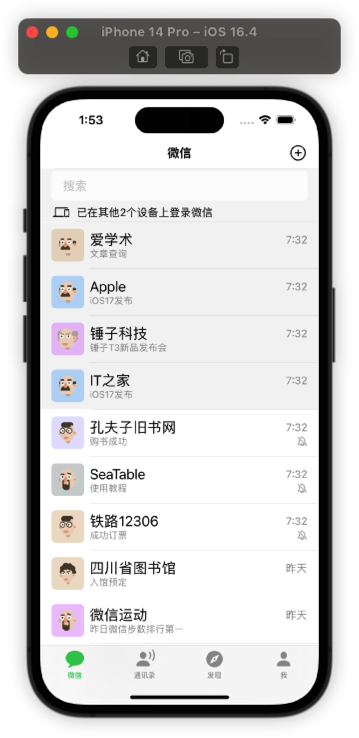 iPhone 14 Pro – iOS 16.4
1:53
微信
搜索
已在其他2个设备上登录微信
爱学术 7:32
文章查询
Apple 7:32
iOS17发布
锤子科技 7:32
锤子T3新品发布会
IT之家 7:32
iOS17发布
孔夫子旧书网 7:32
购书成功
SeaTable 7:32
使用教程
铁路12306 7:32
成功订票
四川省图书馆 昨天
入馆预定
微信运动 昨天
昨日微信步数排行第一
微信 通讯录 发现 我